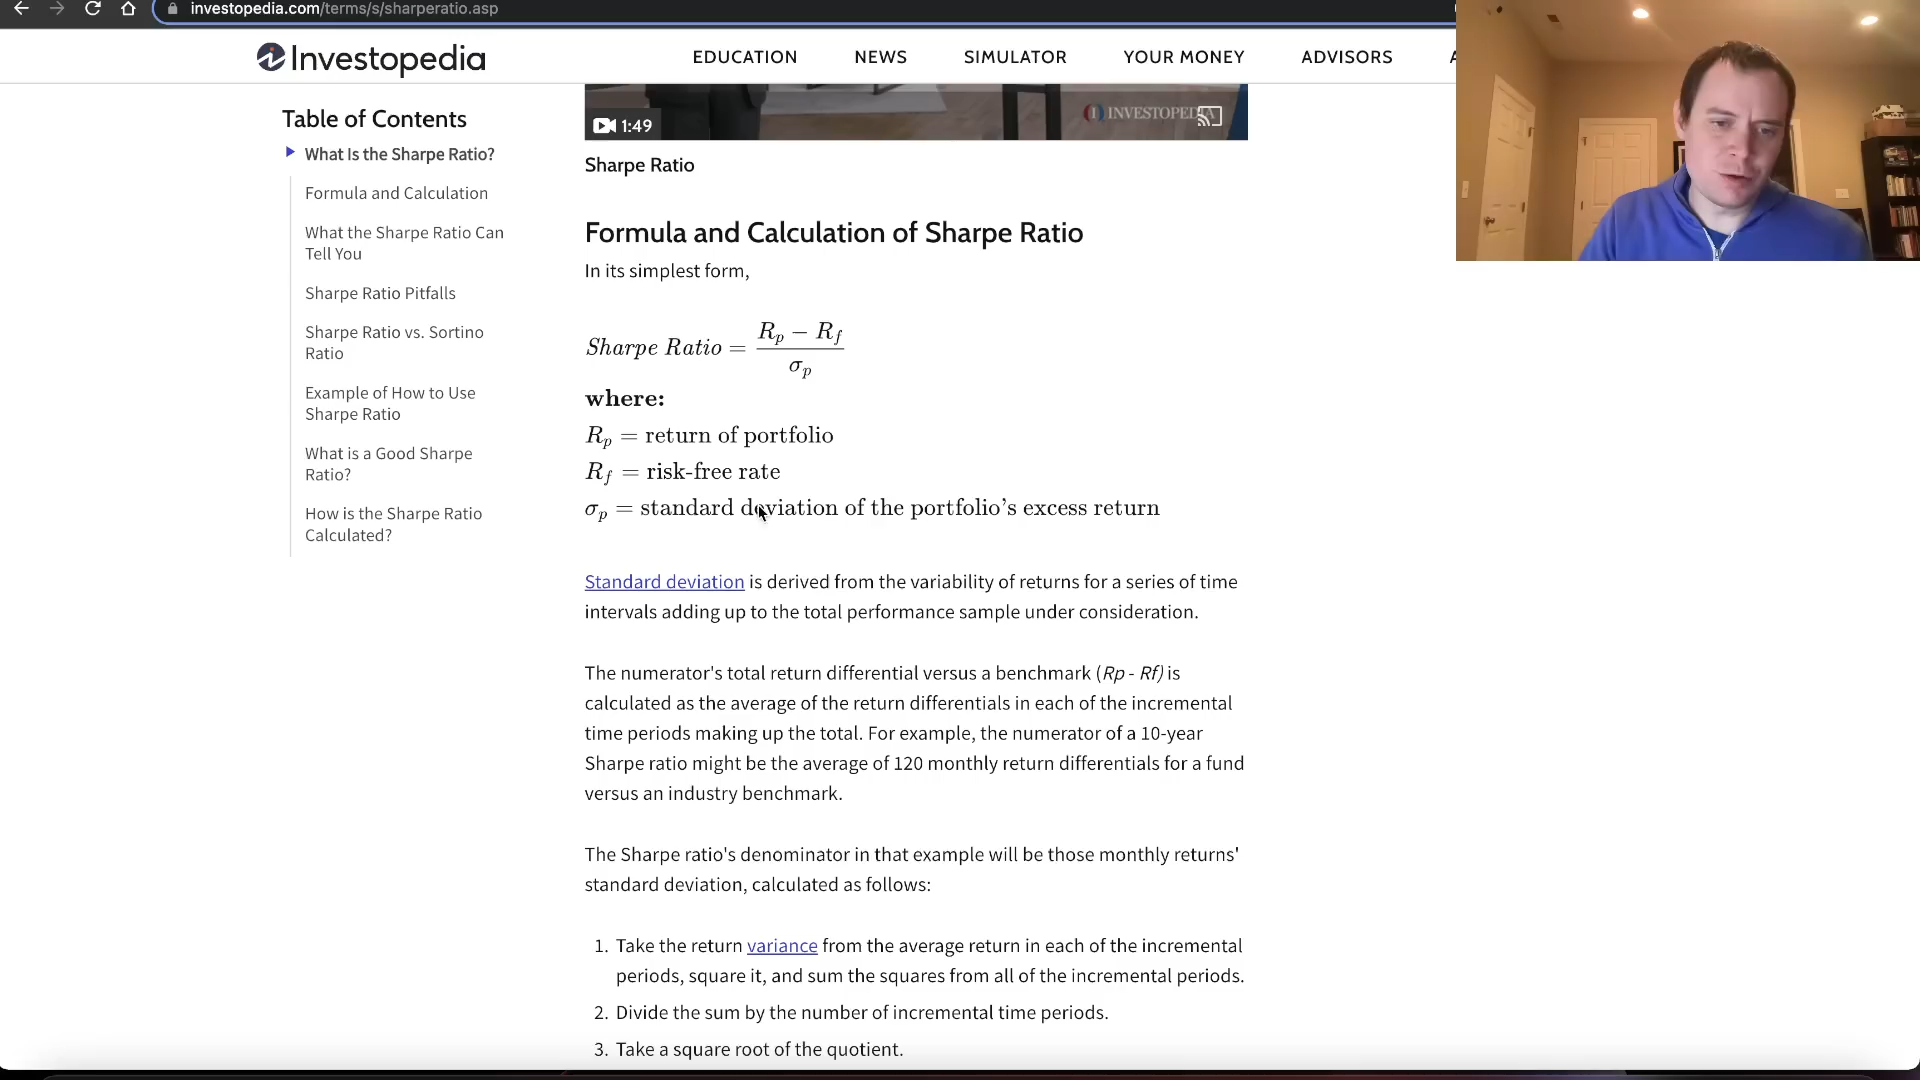 investopedia.com/terms/s/sharperatio.asp
Investopedia
EDUCATION NEWS SIMULATOR YOUR MONEY ADVISORS
Table of Contents
What Is the Sharpe Ratio?
Formula and Calculation
What the Sharpe Ratio Can
Tell You
Sharpe Ratio Pitfalls
Sharpe Ratio vs. Sortino
Ratio
Example of How to Use
Sharpe Ratio
What is a Good Sharpe
Ratio?
How is the Sharpe Ratio
Calculated?
1:49
INVESTOPEDIA
Sharpe Ratio
Formula and Calculation of Sharpe Ratio
In its simplest form,
Sharpe Ratio = (Rp − Rf) / σp
where:
Rp = return of portfolio
Rf = risk-free rate
σp = standard deviation of the portfolio's excess return
Standard deviation is derived from the variability of returns for a series of time
intervals adding up to the total performance sample under consideration.
The numerator's total return differential versus a benchmark (Rp - Rf) is
calculated as the average of the return differentials in each of the incremental
time periods making up the total. For example, the numerator of a 10-year
Sharpe ratio might be the average of 120 monthly return differentials for a fund
versus an industry benchmark.
The Sharpe ratio's denominator in that example will be those monthly returns'
standard deviation, calculated as follows:
1. Take the return variance from the average return in each of the incremental
periods, square it, and sum the squares from all of the incremental periods.
2. Divide the sum by the number of incremental time periods.
3. Take a square root of the quotient.